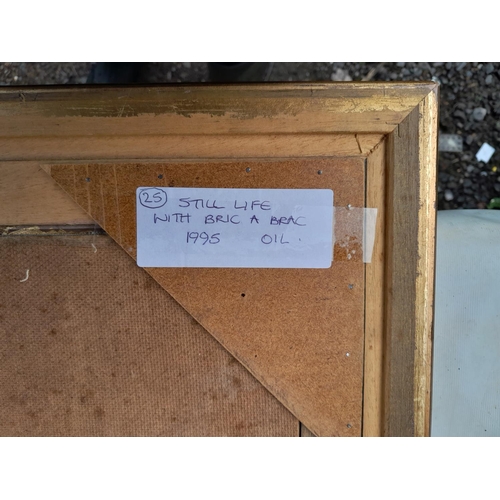 25 STILL LIFE
WITH BRIC A BRAC
1995 OIL.